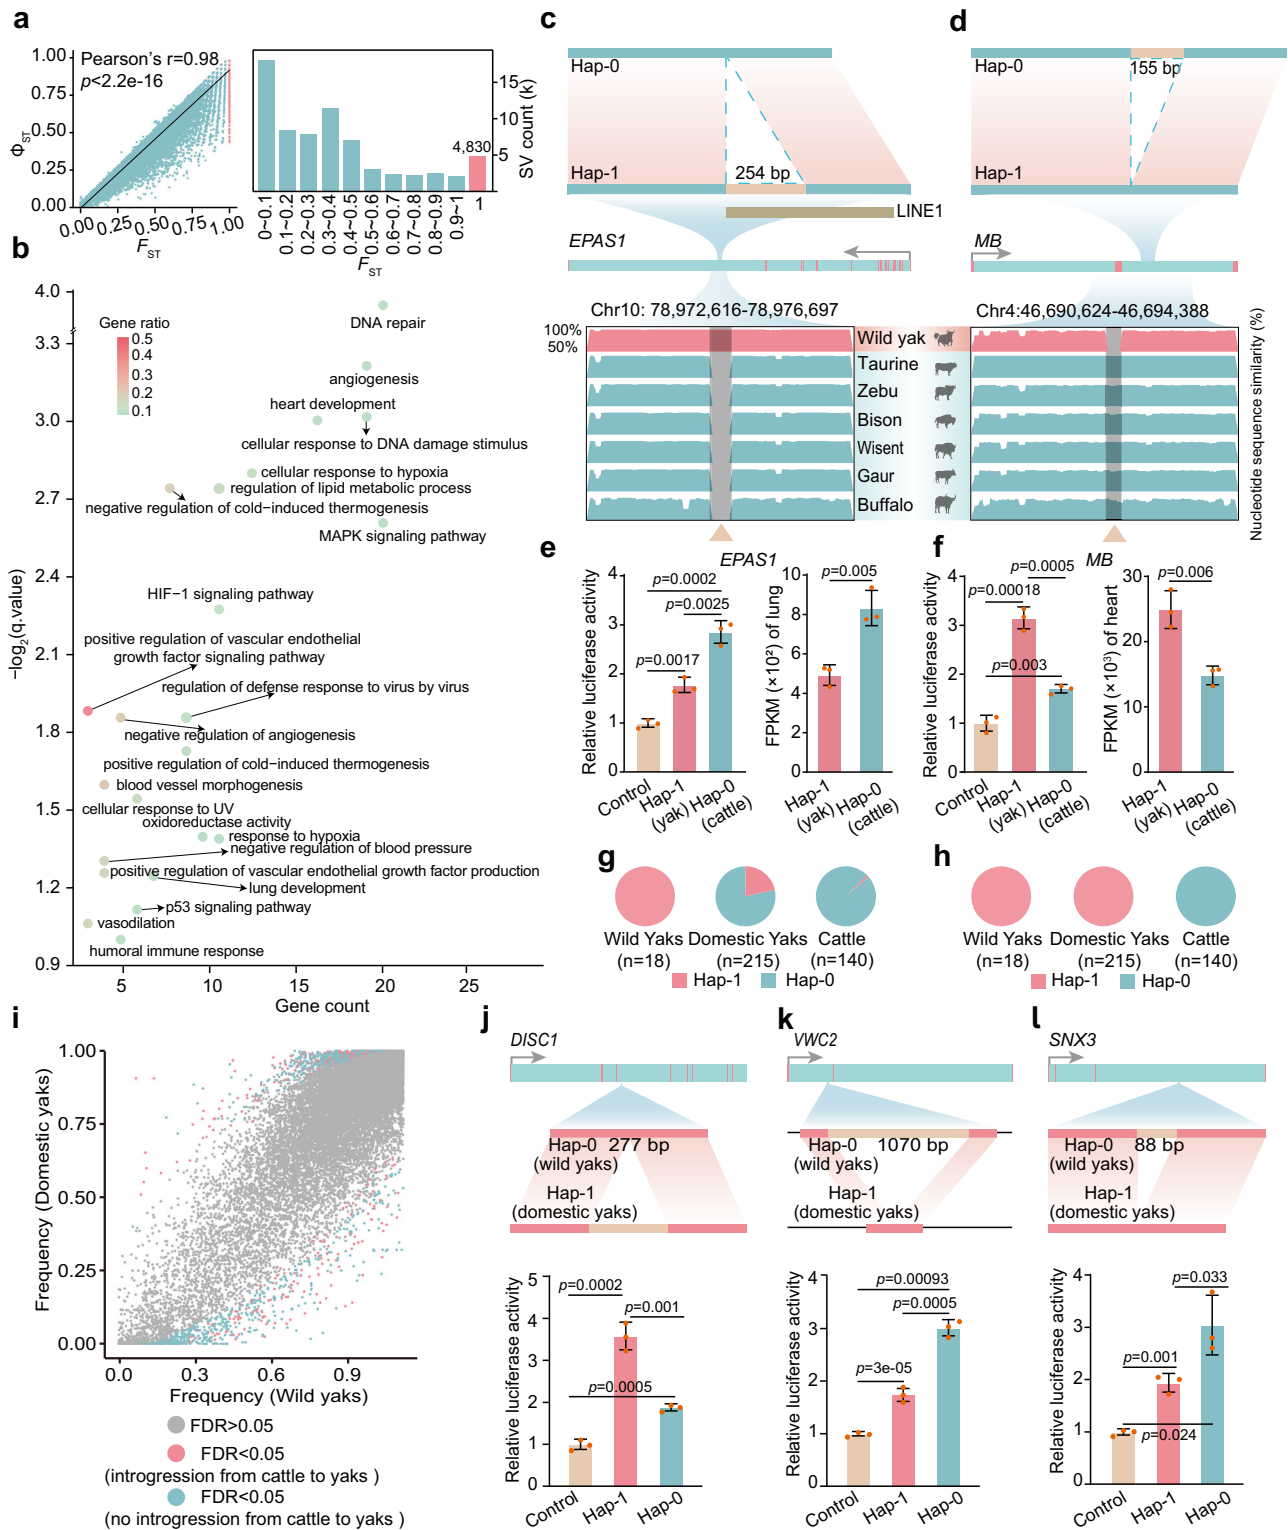 a
Pearson's r=0.98
p<2.2e-16
1.00
0.75
0.50
0.25
0.00
Φ_ST
0.00 0.25 0.50 0.75 1.00
F_ST
4,830
15
10
5
SV count (k)
0~0.1
0.1~0.2
0.2~0.3
0.3~0.4
0.4~0.5
0.5~0.6
0.6~0.7
0.7~0.8
0.8~0.9
0.9~1
1
F_ST
b
4.0
3.3
3.0
2.7
2.4
2.1
1.8
1.5
1.2
0.9
−log2(q.value)
Gene ratio
0.5
0.4
0.3
0.2
0.1
DNA repair
angiogenesis
heart development
cellular response to DNA damage stimulus
cellular response to hypoxia
regulation of lipid metabolic process
negative regulation of cold−induced thermogenesis
MAPK signaling pathway
HIF−1 signaling pathway
positive regulation of vascular endothelial
growth factor signaling pathway
regulation of defense response to virus by virus
negative regulation of angiogenesis
positive regulation of cold−induced thermogenesis
blood vessel morphogenesis
cellular response to UV
oxidoreductase activity
response to hypoxia
negative regulation of blood pressure
positive regulation of vascular endothelial growth factor production
lung development
p53 signaling pathway
vasodilation
humoral immune response
5 10 15 20 25
Gene count
c
Hap-0
Hap-1
254 bp
LINE1
EPAS1
Chr10: 78,972,616-78,976,697
100%
50%
d
Hap-0
155 bp
Hap-1
MB
Chr4:46,690,624-46,694,388
Wild yak
Taurine
Zebu
Bison
Wisent
Gaur
Buffalo
Nucleotide sequence similarity (%)
e
EPAS1
Relative luciferase activity
4
3
2
1
0
p=0.0002
p=0.0025
p=0.0017
Control
Hap-1 (yak)
Hap-0 (cattle)
FPKM (×10²) of lung
10
8
6
4
2
0
p=0.005
Hap-1 (yak)
Hap-0 (cattle)
f
MB
Relative luciferase activity
4
3
2
1
0
p=0.0005
p=0.00018
p=0.003
Control
Hap-1 (yak)
Hap-0 (cattle)
FPKM (×10³) of heart
30
20
10
0
p=0.006
Hap-1 (yak)
Hap-0 (cattle)
g
Wild Yaks Domestic Yaks Cattle
(n=18) (n=215) (n=140)
Hap-1 Hap-0
h
Wild Yaks Domestic Yaks Cattle
(n=18) (n=215) (n=140)
Hap-1 Hap-0
i
Frequency (Domestic yaks)
1.00
0.75
0.50
0.25
0.00
0.0 0.3 0.6 0.9
Frequency (Wild yaks)
FDR>0.05
FDR<0.05
(introgression from cattle to yaks )
FDR<0.05
(no introgression from cattle to yaks )
j
DISC1
Hap-0 277 bp
(wild yaks)
Hap-1
(domestic yaks)
Relative luciferase activity
5
4
3
2
1
0
p=0.0002
p=0.001
p=0.0005
Control
Hap-1
Hap-0
k
VWC2
Hap-0 1070 bp
(wild yaks)
Hap-1
(domestic yaks)
Relative luciferase activity
4
3
2
1
0
p=0.00093
p=0.0005
p=3e-05
Control
Hap-1
Hap-0
l
SNX3
Hap-0 88 bp
(wild yaks)
Hap-1
(domestic yaks)
Relative luciferase activity
4
3
2
1
0
p=0.033
p=0.001
p=0.024
Control
Hap-1
Hap-0